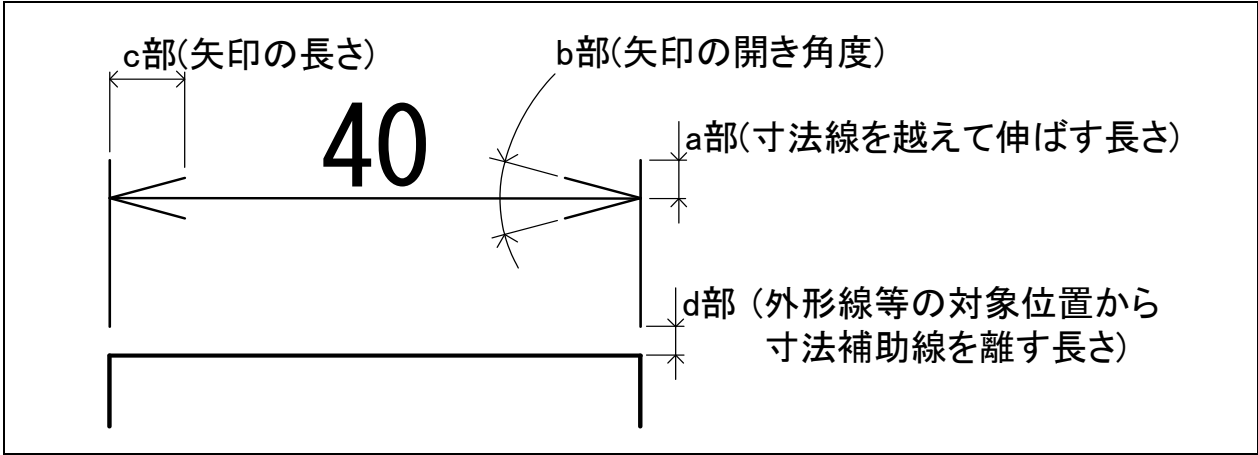 c部(矢印の長さ)
b部(矢印の開き角度)
40
a部(寸法線を越えて伸ばす長さ)
d部 (外形線等の対象位置から
寸法補助線を離す長さ)